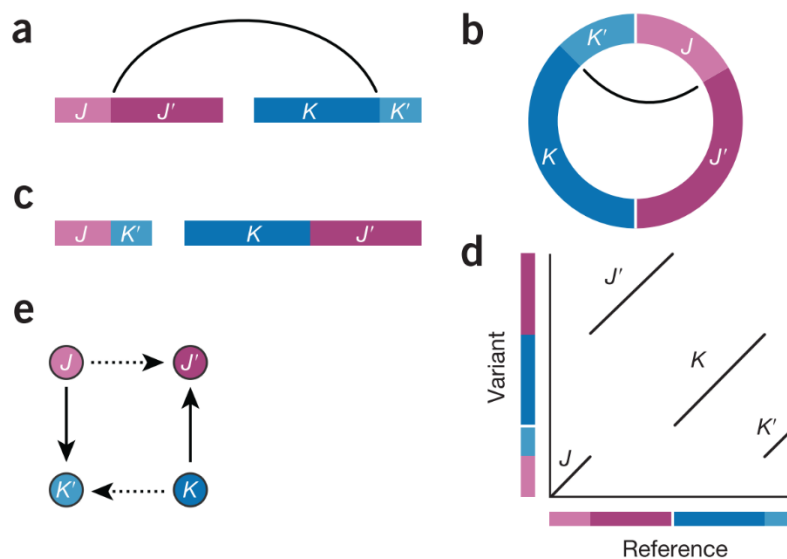 a
J J' K K'
b
K' J
K J'
c
J K' K J'
d
J'
K
K'
J
Variant
Reference
e
J J'
K' K